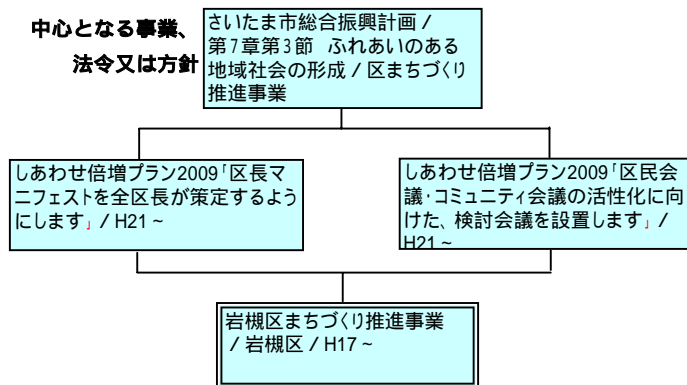 中心となる事業、
法令又は方針
さいたま市総合振興計画 /
第7章第3節 ふれあいのある
地域社会の形成 / 区まちづくり
推進事業
しあわせ倍増プラン2009「区長マ
ニフェストを全区長が策定するよう
にします」 / H21 ~
しあわせ倍増プラン2009「区民会
議・コミュニティ会議の活性化に向
けた、検討会議を設置します」 /
H21 ~
岩槻区まちづくり推進事業
/ 岩槻区 / H17 ~